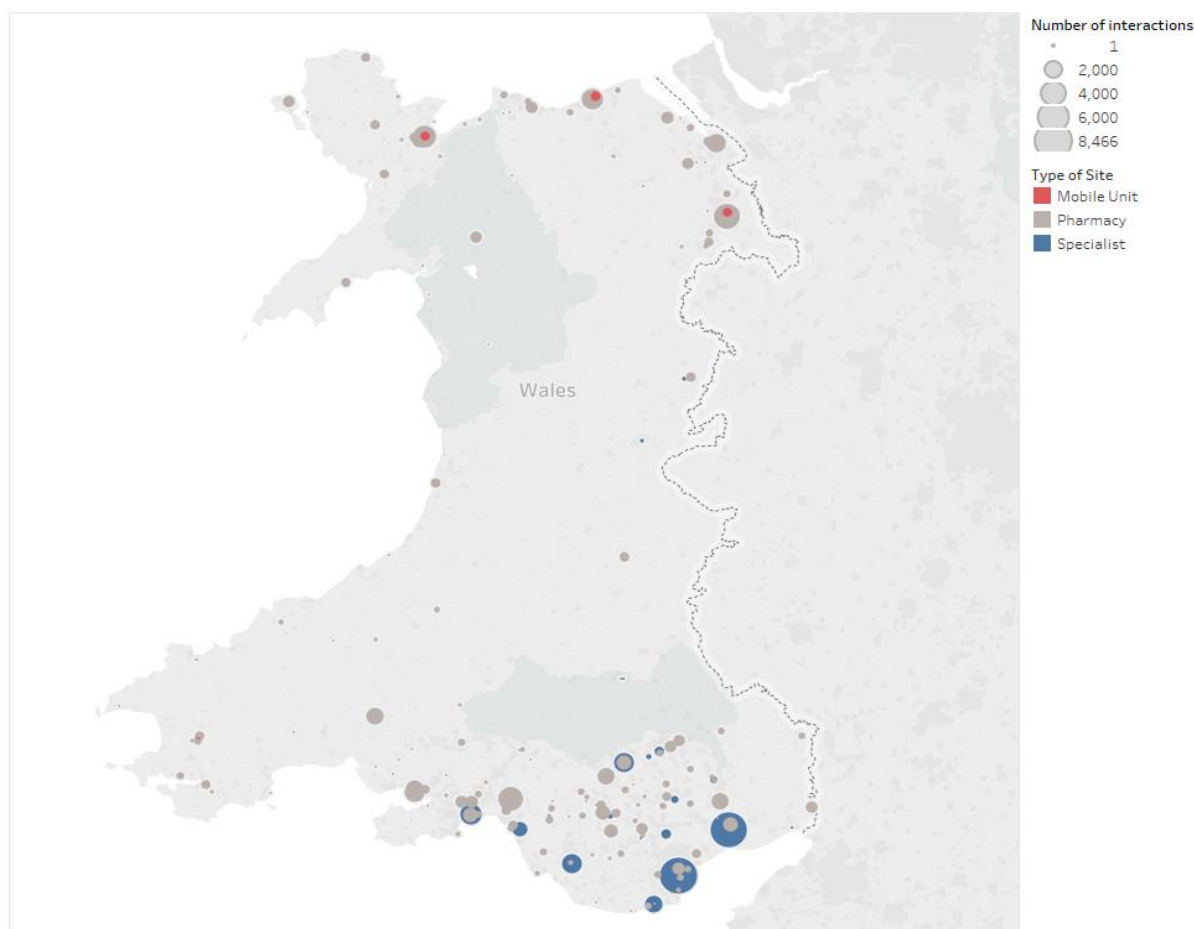 Number of interactions
1
2,000
4,000
6,000
8,466
Type of Site
Mobile Unit
Pharmacy
Specialist
Wales